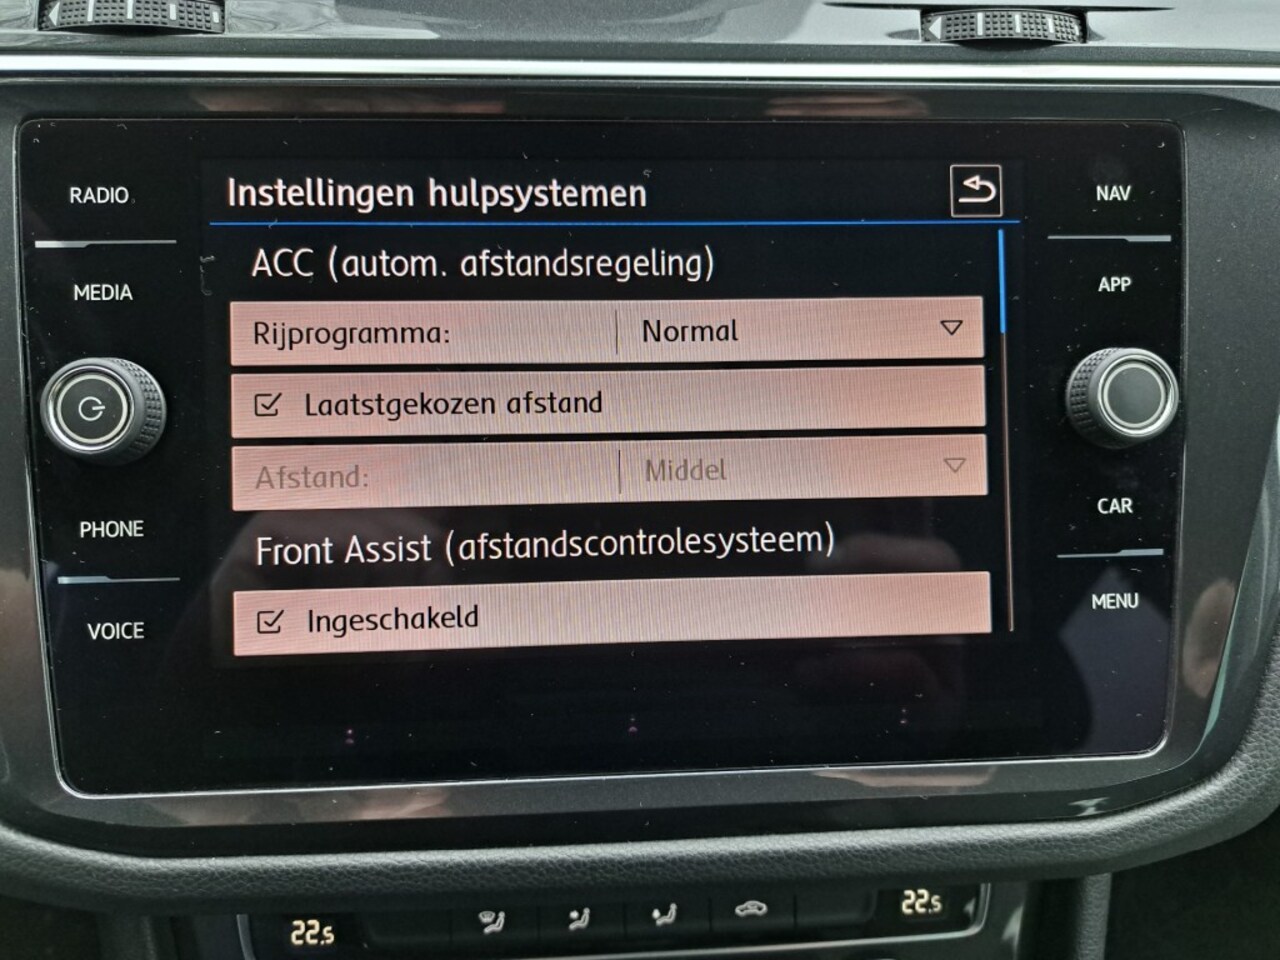 RADIO
MEDIA
PHONE
VOICE
Instellingen hulpsystemen
ACC (autom. afstandsregeling)
Rijprogramma: Normal
Laatstgekozen afstand
Afstand: Middel
Front Assist (afstandscontrolesysteem)
Ingeschakeld
NAV
APP
CAR
MENU
22.5
22.5